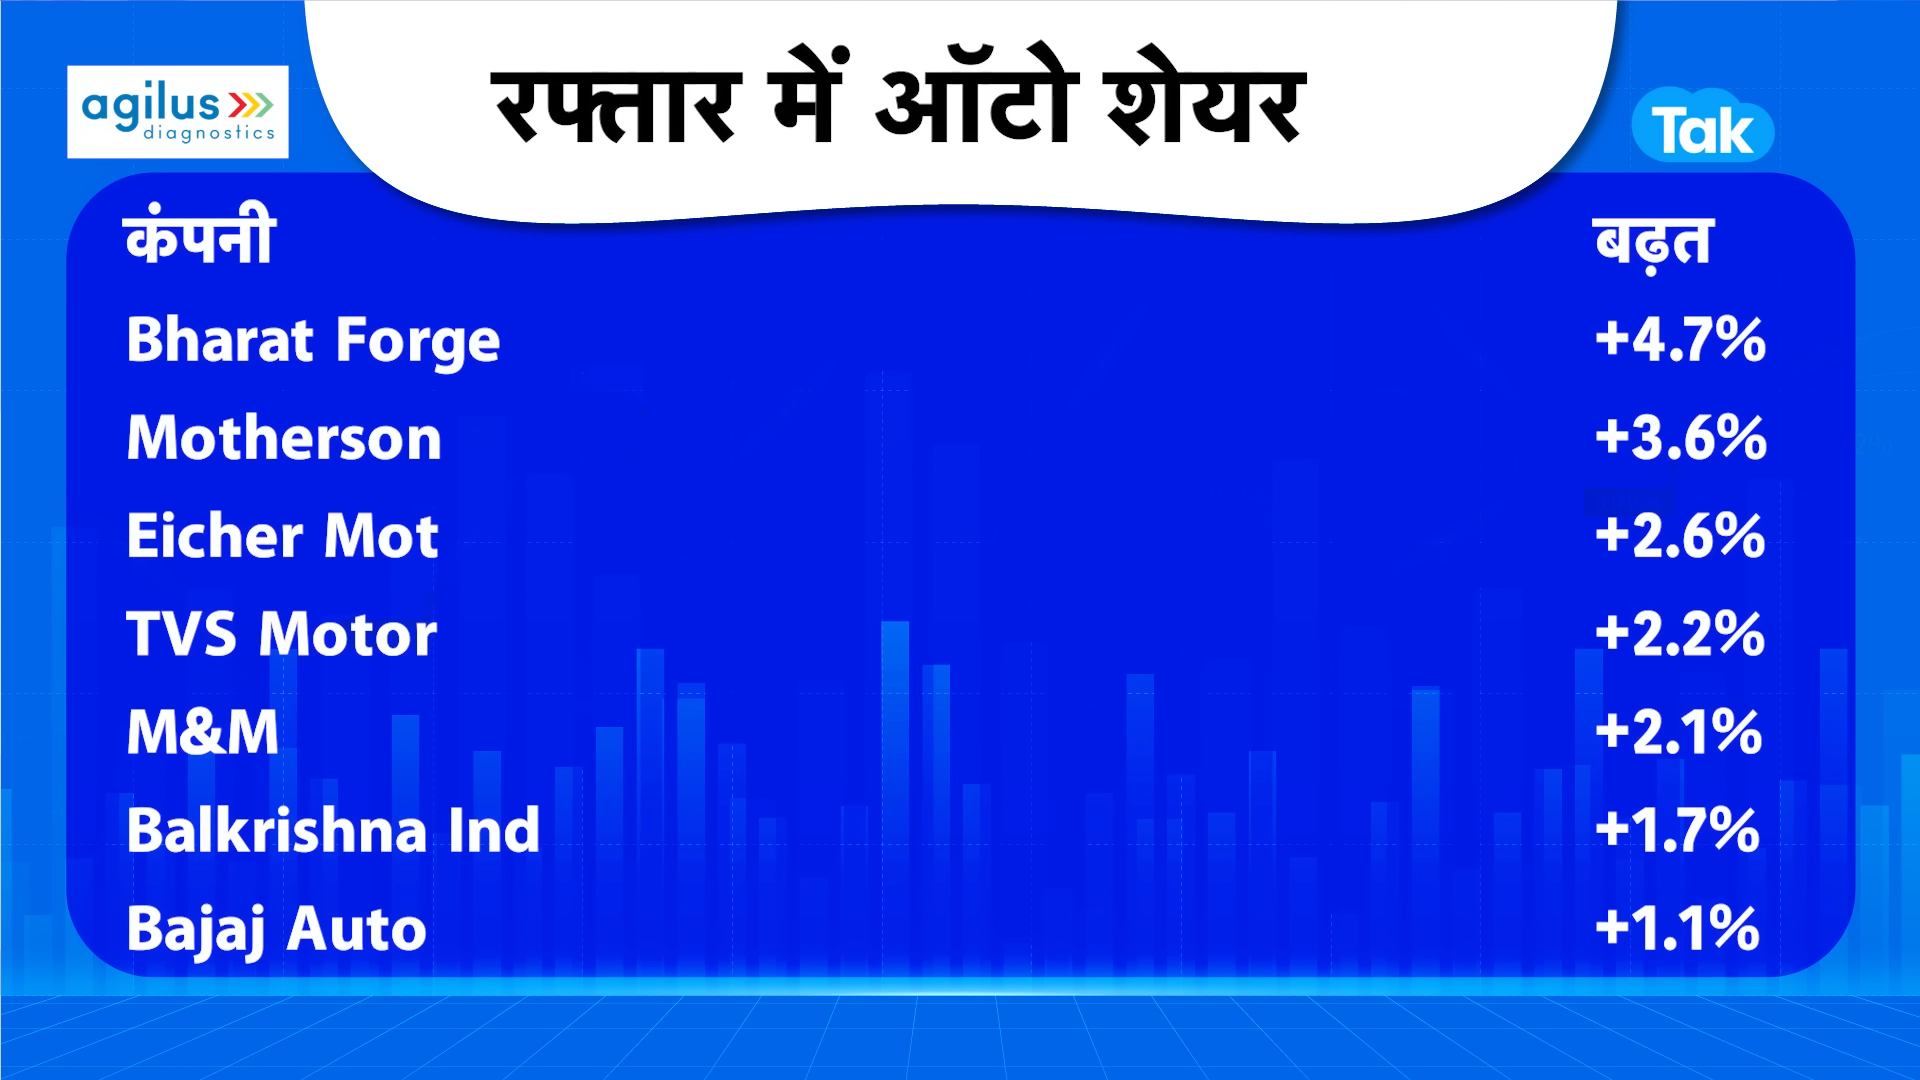 रफ्तार में ऑटो शेयर
agilus
diagnostics
Tak
कंपनी बढ़त
Bharat Forge +4.7%
Motherson +3.6%
Eicher Mot +2.6%
TVS Motor +2.2%
M&M +2.1%
Balkrishna Ind +1.7%
Bajaj Auto +1.1%